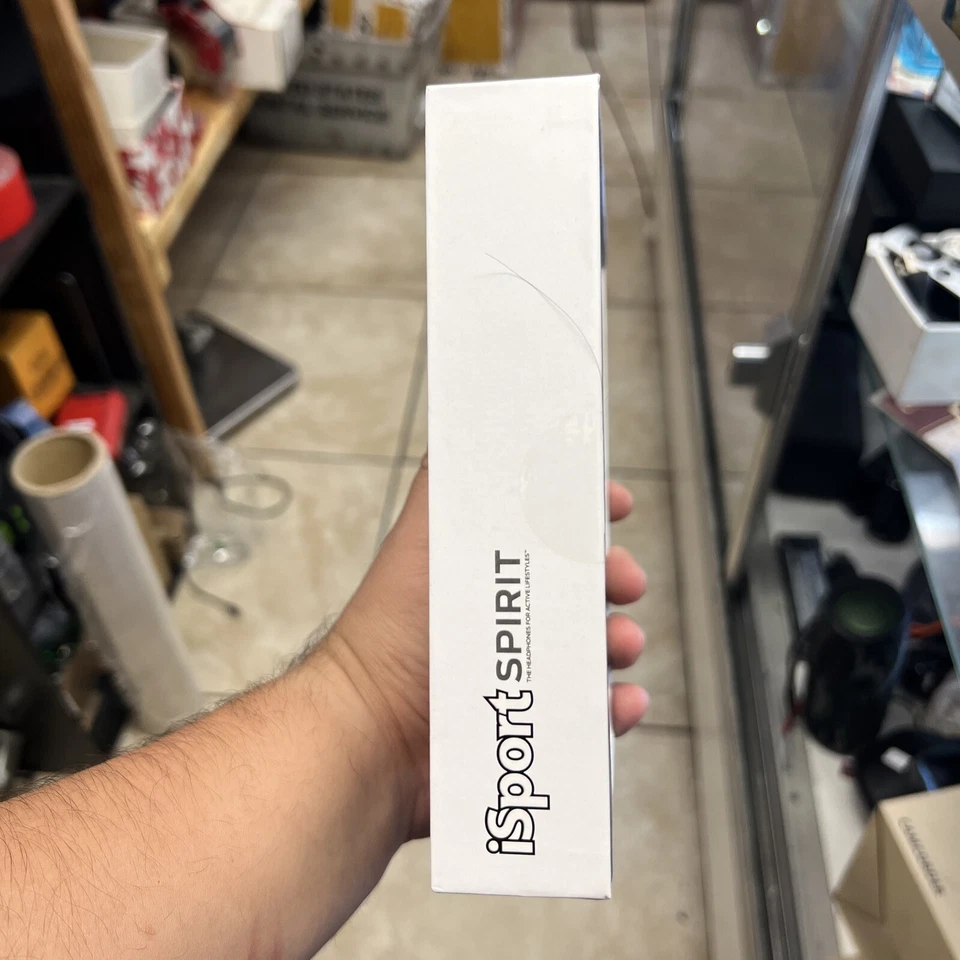 iSport SPIRIT
THE HEADPHONES FOR ACTIVE LIFESTYLES™